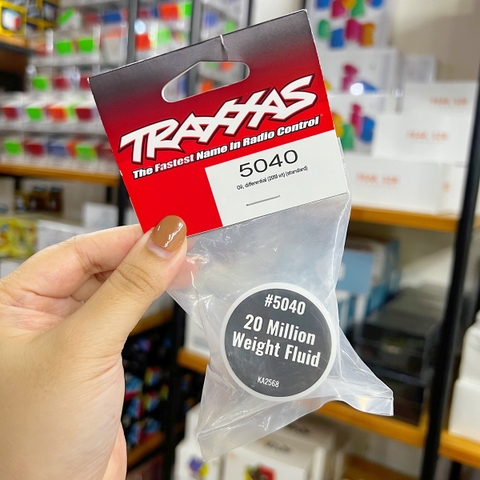 TRAXXAS
The Fastest Name in Radio Control
5040
Oil, differential (20M wt) (standard)
#5040
20 Million
Weight Fluid
KA2568